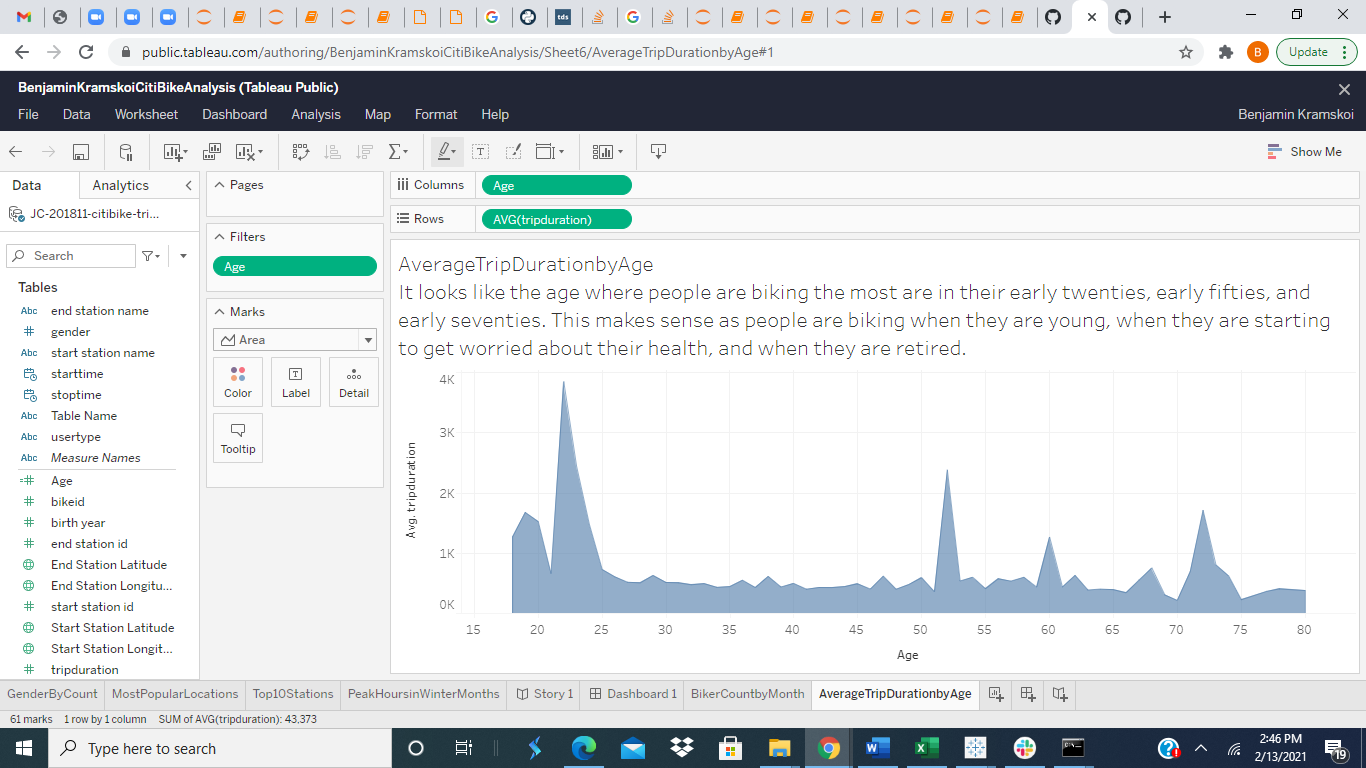 tds
public.tableau.com/authoring/BenjaminKramskoiCitiBikeAnalysis/Sheet6/AverageTripDurationbyAge#1
B
Update
BenjaminKramskoiCitiBikeAnalysis (Tableau Public)
File Data Worksheet Dashboard Analysis Map Format Help
Benjamin Kramskoi
Show Me
Data Analytics
JC-201811-citibike-tri...
Search
Tables
Abc end station name
gender
Abc start station name
starttime
stoptime
Abc Table Name
Abc usertype
Abc Measure Names
Age
bikeid
birth year
end station id
End Station Latitude
End Station Longitu...
start station id
Start Station Latitude
Start Station Longit...
tripduration
Pages
Filters
Age
Marks
Area
Color Label Detail
Tooltip
Columns Age
Rows AVG(tripduration)
AverageTripDurationbyAge
It looks like the age where people are biking the most are in their early twenties, early fifties, and
early seventies. This makes sense as people are biking when they are young, when they are starting
to get worried about their health, and when they are retired.
Avg. tripduration
4K
3K
2K
1K
0K
15 20 25 30 35 40 45 50 55 60 65 70 75 80
Age
GenderByCount MostPopularLocations Top10Stations PeakHoursinWinterMonths Story 1 Dashboard 1 BikerCountbyMonth AverageTripDurationbyAge
61 marks 1 row by 1 column SUM of AVG(tripduration): 43,373
Type here to search
2:46 PM
2/13/2021
19